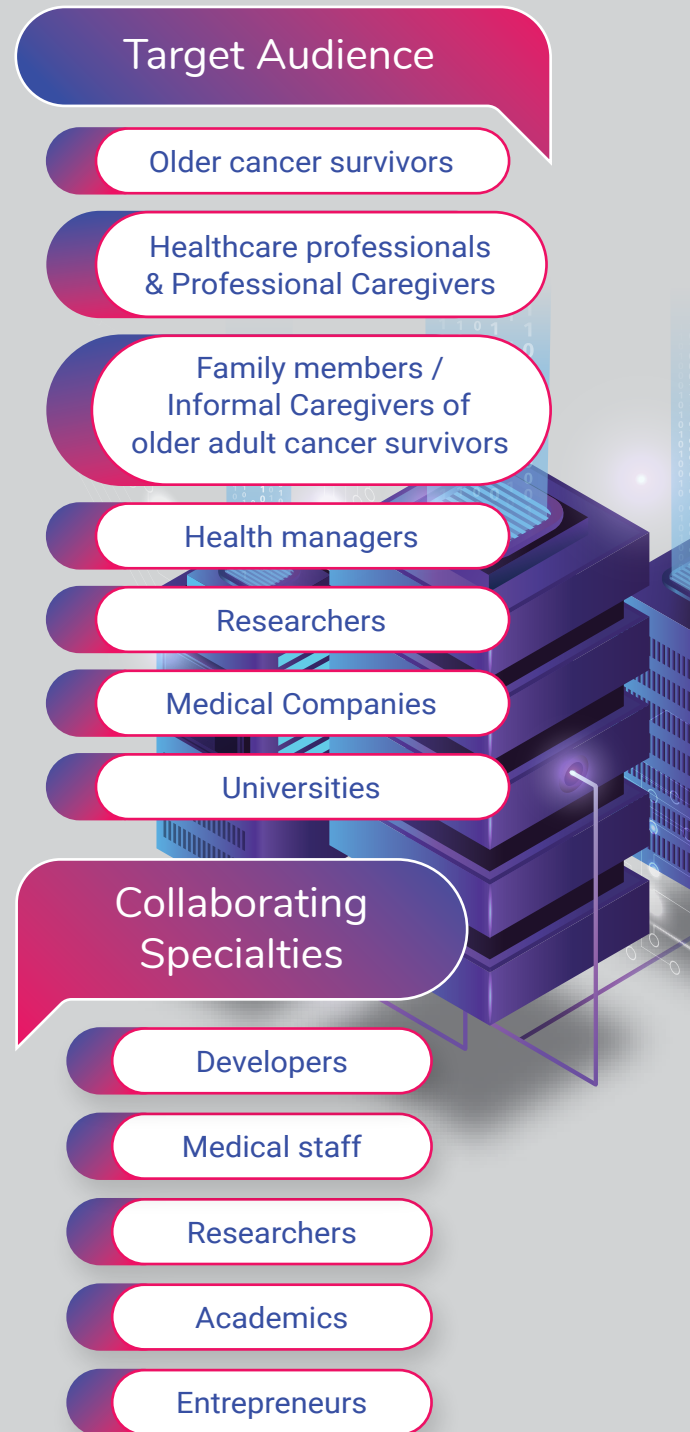 Target Audience
Older cancer survivors
Healthcare professionals
& Professional Caregivers
Family members /
Informal Caregivers of
older adult cancer survivors
Health managers
Researchers
Medical Companies
Universities
Collaborating
Specialties
Developers
Medical staff
Researchers
Academics
Entrepreneurs